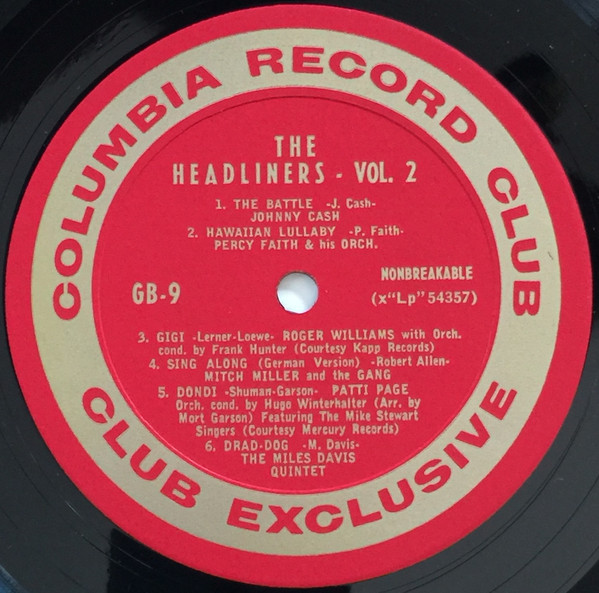 COLUMBIA RECORD CLUB
THE
HEADLINERS - VOL. 2
1. THE BATTLE -J. Cash-
JOHNNY CASH
2. HAWAIIAN LULLABY -P. Faith-
PERCY FAITH & his ORCH.
NONBREAKABLE
GB-9 (x"Lp" 54357)
3. GIGI -Lerner-Loewe- ROGER WILLIAMS with Orch.
cond. by Frank Hunter (Courtesy Kapp Records)
4. SING ALONG (German Version) -Robert Allen-
MITCH MILLER and the GANG
5. DONDI -Shuman-Garson- PATTI PAGE
Orch. cond. by Hugo Winterhalter (Arr. by
Mort Garson) Featuring The Mike Stewart
Singers (Courtesy Mercury Records)
6. DRAD-DOG -M. Davis-
THE MILES DAVIS
QUINTET
CLUB EXCLUSIVE